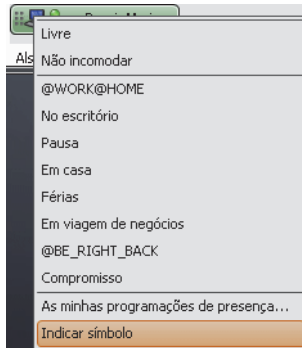 Als
Livre
Não incomodar
@WORK@HOME
No escritório
Pausa
Em casa
Férias
Em viagem de negócios
@BE_RIGHT_BACK
Compromisso
As minhas programações de presença...
Indicar símbolo